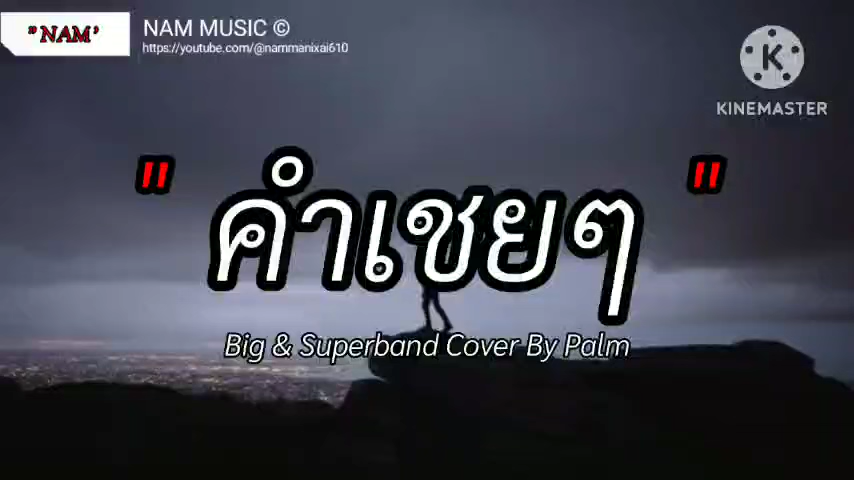 "NAM'
NAM MUSIC ©
https://youtube.com/@nammanixai610
KINEMASTER
" คำเชยๆ "
Big & Superband Cover By Palm